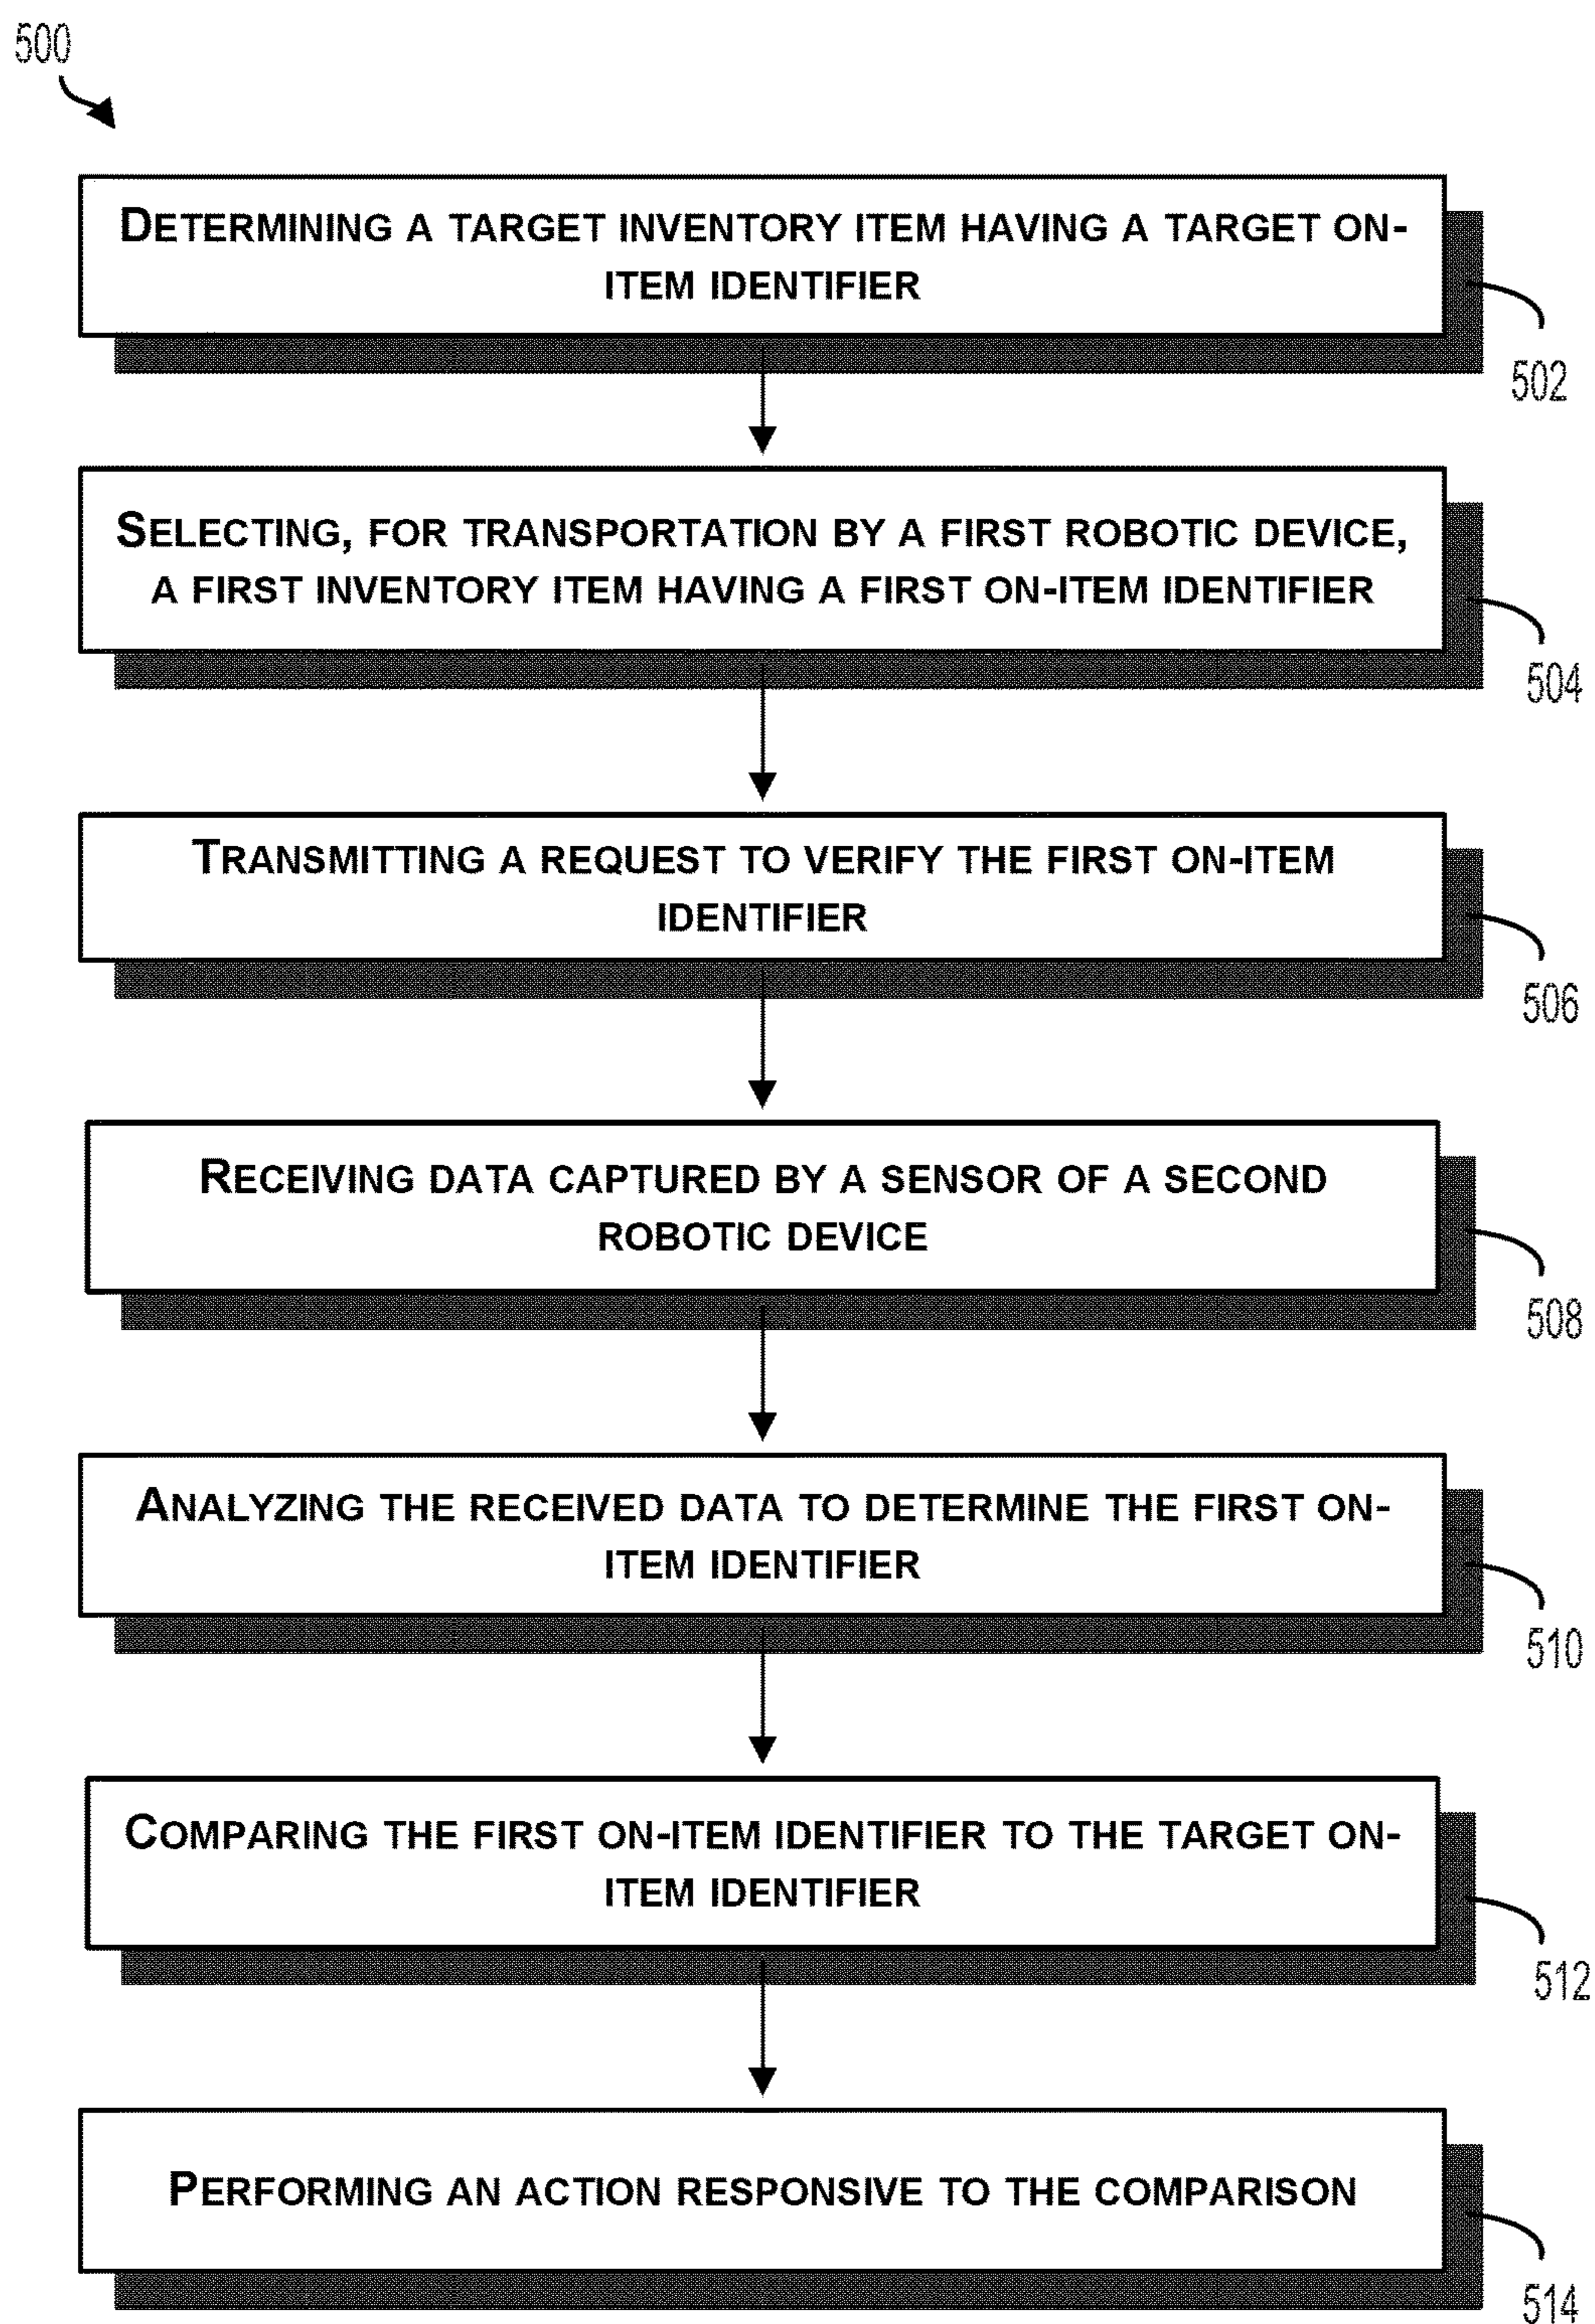 500
DETERMINING A TARGET INVENTORY ITEM HAVING A TARGET ON-
ITEM IDENTIFIER
502
SELECTING, FOR TRANSPORTATION BY A FIRST ROBOTIC DEVICE,
A FIRST INVENTORY ITEM HAVING A FIRST ON-ITEM IDENTIFIER
504
TRANSMITTING A REQUEST TO VERIFY THE FIRST ON-ITEM
IDENTIFIER
506
RECEIVING DATA CAPTURED BY A SENSOR OF A SECOND
ROBOTIC DEVICE
508
ANALYZING THE RECEIVED DATA TO DETERMINE THE FIRST ON-
ITEM IDENTIFIER
510
COMPARING THE FIRST ON-ITEM IDENTIFIER TO THE TARGET ON-
ITEM IDENTIFIER
512
PERFORMING AN ACTION RESPONSIVE TO THE COMPARISON
514